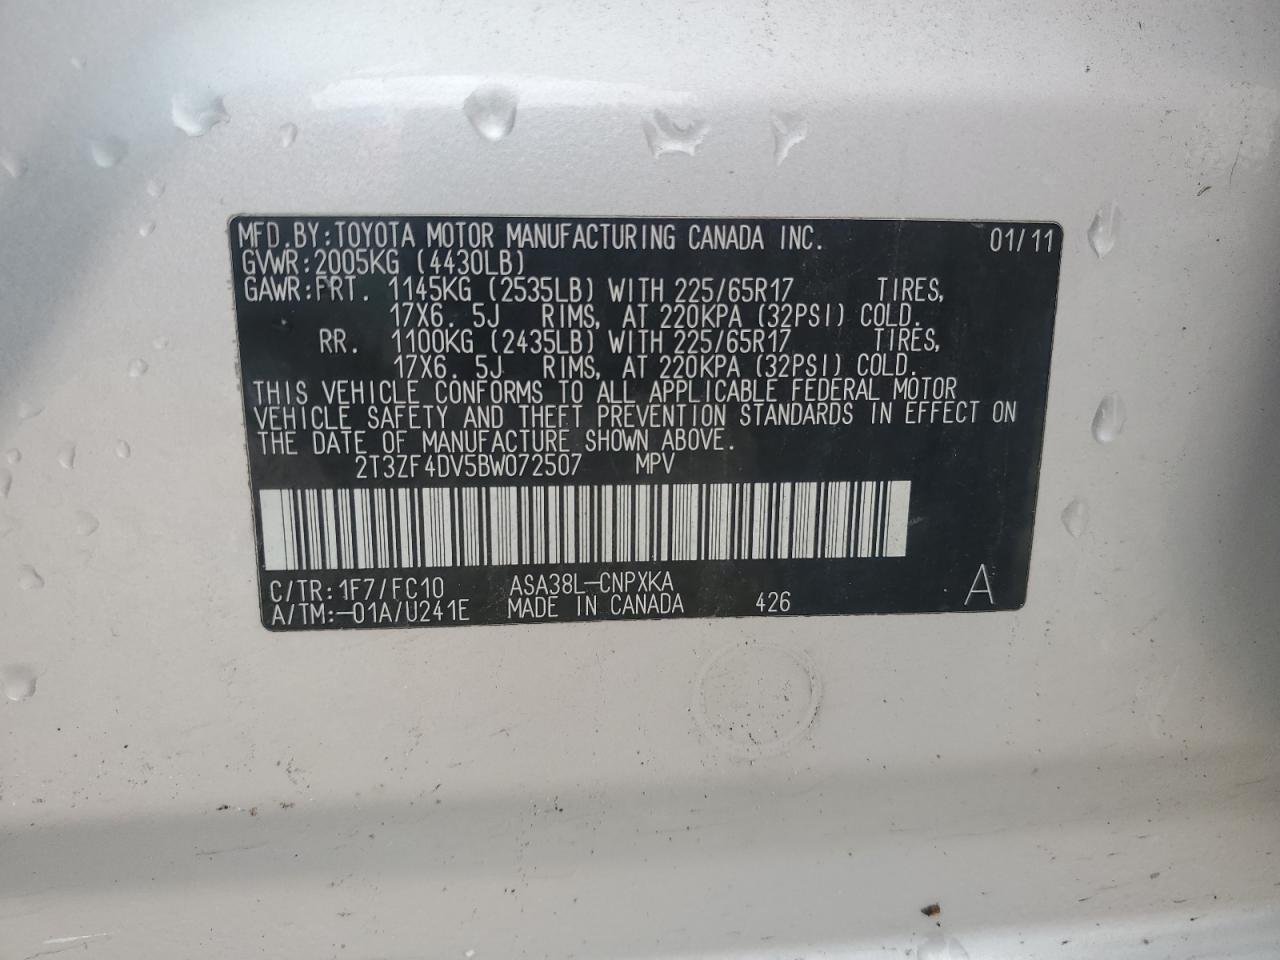 MFD.BY:TOYOTA MOTOR MANUFACTURING CANADA INC. 01/11
GVWR:2005KG (4430LB)
GAWR:FRT. 1145KG (2535LB) WITH 225/65R17 TIRES,
17X6. 5J RIMS, AT 220KPA (32PSI) COLD.
RR. 1100KG (2435LB) WITH 225/65R17 TIRES,
17X6. 5J RIMS, AT 220KPA (32PSI) COLD.
THIS VEHICLE CONFORMS TO ALL APPLICABLE FEDERAL MOTOR
VEHICLE SAFETY AND THEFT PREVENTION STANDARDS IN EFFECT ON
THE DATE OF MANUFACTURE SHOWN ABOVE.
2T3ZF4DV5BW072507 MPV
C/TR:1F7/FC10 ASA38L-CNPXKA
A/TM:-01A/U241E MADE IN CANADA 426 A